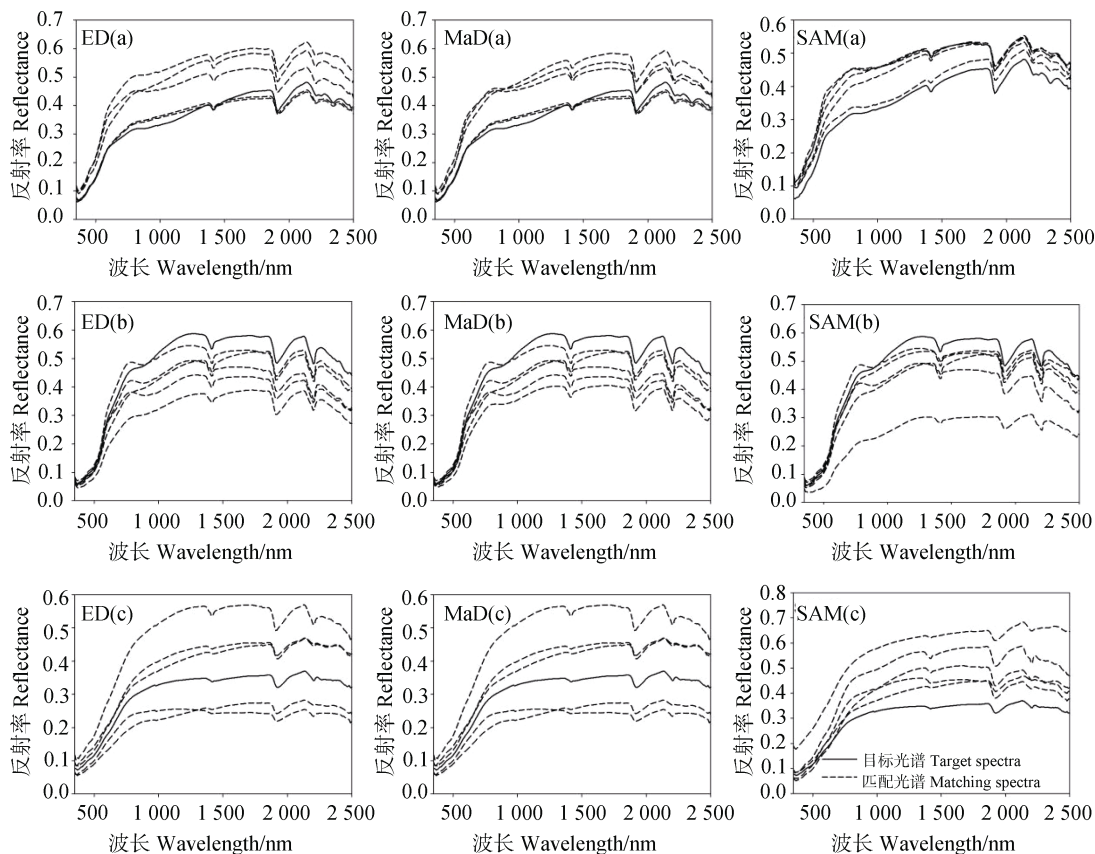 ED(a)
反射率 Reflectance
0.7
0.6
0.5
0.4
0.3
0.2
0.1
0.0
500 1 000 1 500 2 000 2 500
波长 Wavelength/nm
MaD(a)
反射率 Reflectance
0.7
0.6
0.5
0.4
0.3
0.2
0.1
0.0
500 1 000 1 500 2 000 2 500
波长 Wavelength/nm
SAM(a)
反射率 Reflectance
0.6
0.5
0.4
0.3
0.2
0.1
0.0
500 1 000 1 500 2 000 2 500
波长 Wavelength/nm
ED(b)
反射率 Reflectance
0.7
0.6
0.5
0.4
0.3
0.2
0.1
0.0
500 1 000 1 500 2 000 2 500
波长 Wavelength/nm
MaD(b)
反射率 Reflectance
0.7
0.6
0.5
0.4
0.3
0.2
0.1
0.0
500 1 000 1 500 2 000 2 500
波长 Wavelength/nm
SAM(b)
反射率 Reflectance
0.7
0.6
0.5
0.4
0.3
0.2
0.1
0.0
500 1 000 1 500 2 000 2 500
波长 Wavelength/nm
ED(c)
反射率 Reflectance
0.6
0.5
0.4
0.3
0.2
0.1
0.0
500 1 000 1 500 2 000 2 500
波长 Wavelength/nm
MaD(c)
反射率 Reflectance
0.6
0.5
0.4
0.3
0.2
0.1
0.0
500 1 000 1 500 2 000 2 500
波长 Wavelength/nm
SAM(c)
反射率 Reflectance
0.8
0.7
0.6
0.5
0.4
0.3
0.2
0.1
0.0
目标光谱 Target spectra
匹配光谱 Matching spectra
500 1 000 1 500 2 000 2 500
波长 Wavelength/nm